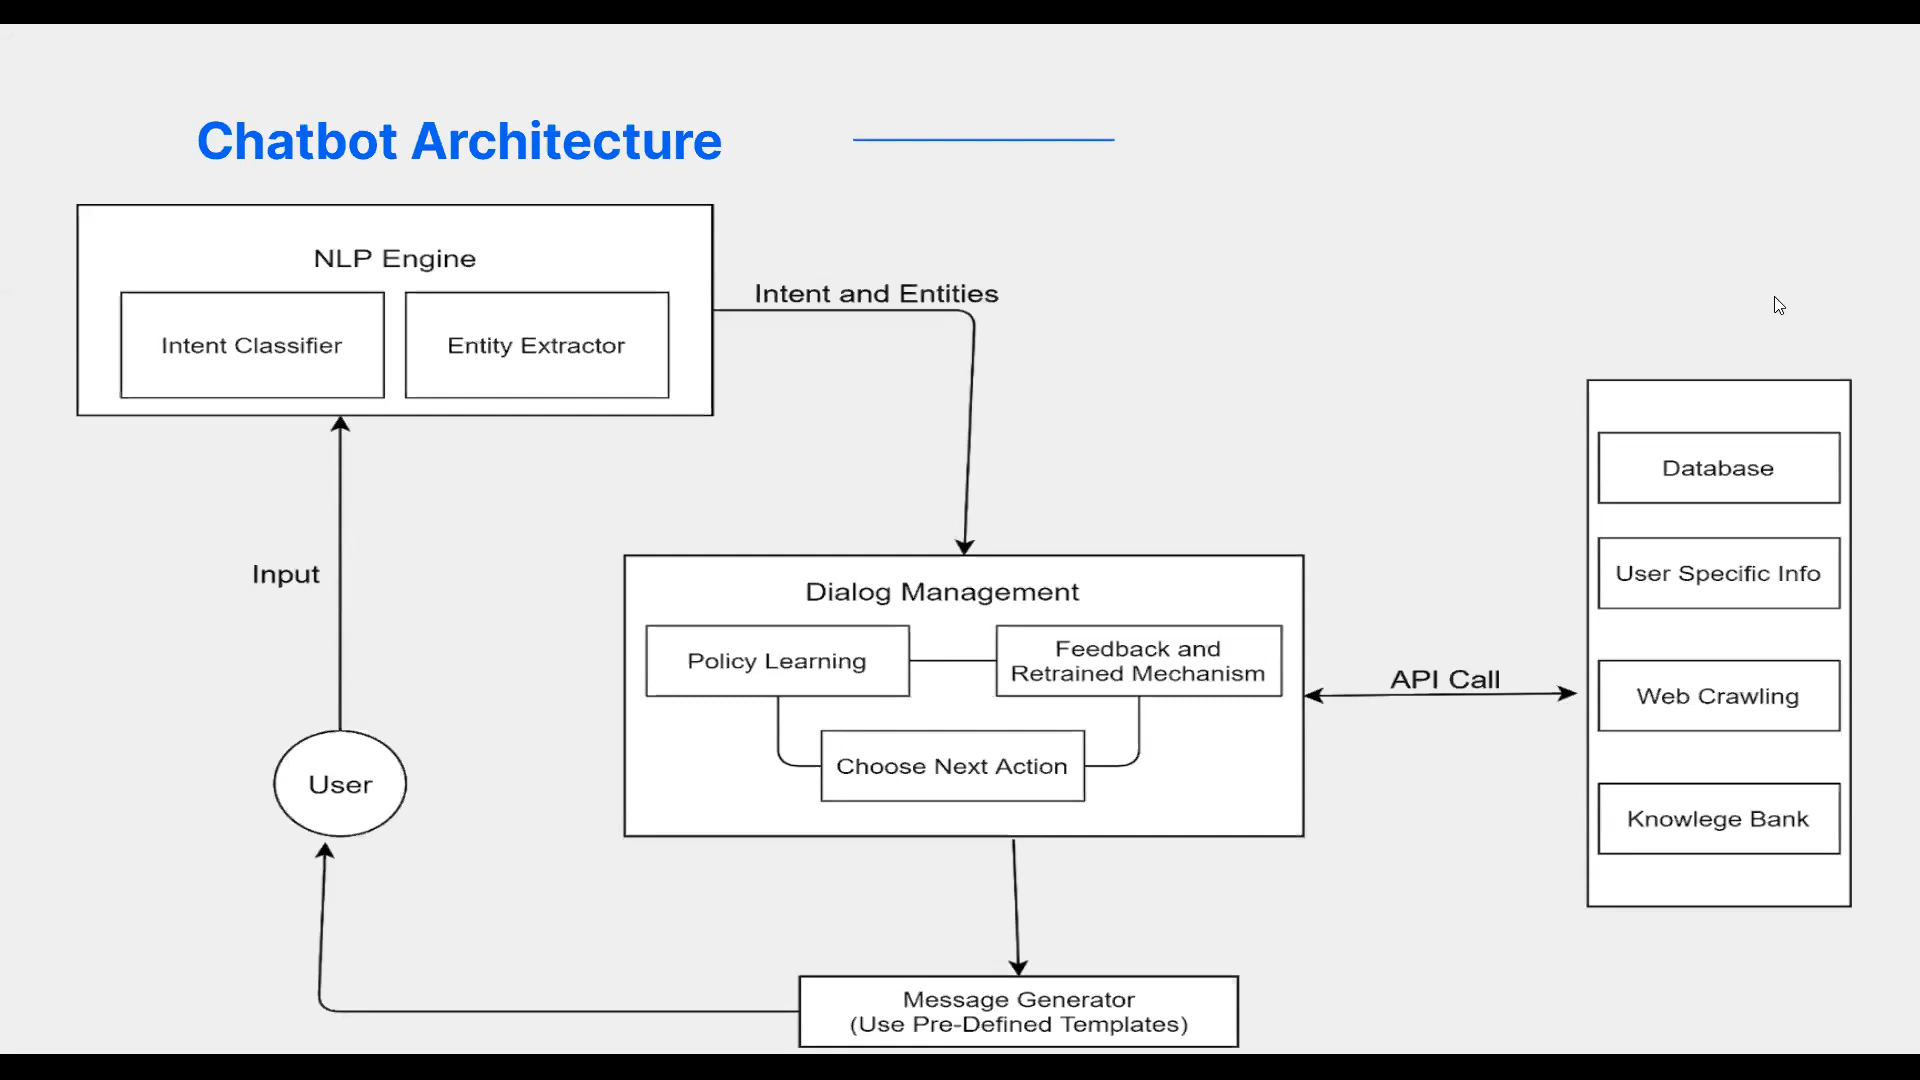 Chatbot Architecture
NLP Engine
Intent Classifier
Entity Extractor
Intent and Entities
Input
User
Dialog Management
Policy Learning
Feedback and
Retrained Mechanism
Choose Next Action
API Call
Database
User Specific Info
Web Crawling
Knowlege Bank
Message Generator
(Use Pre-Defined Templates)